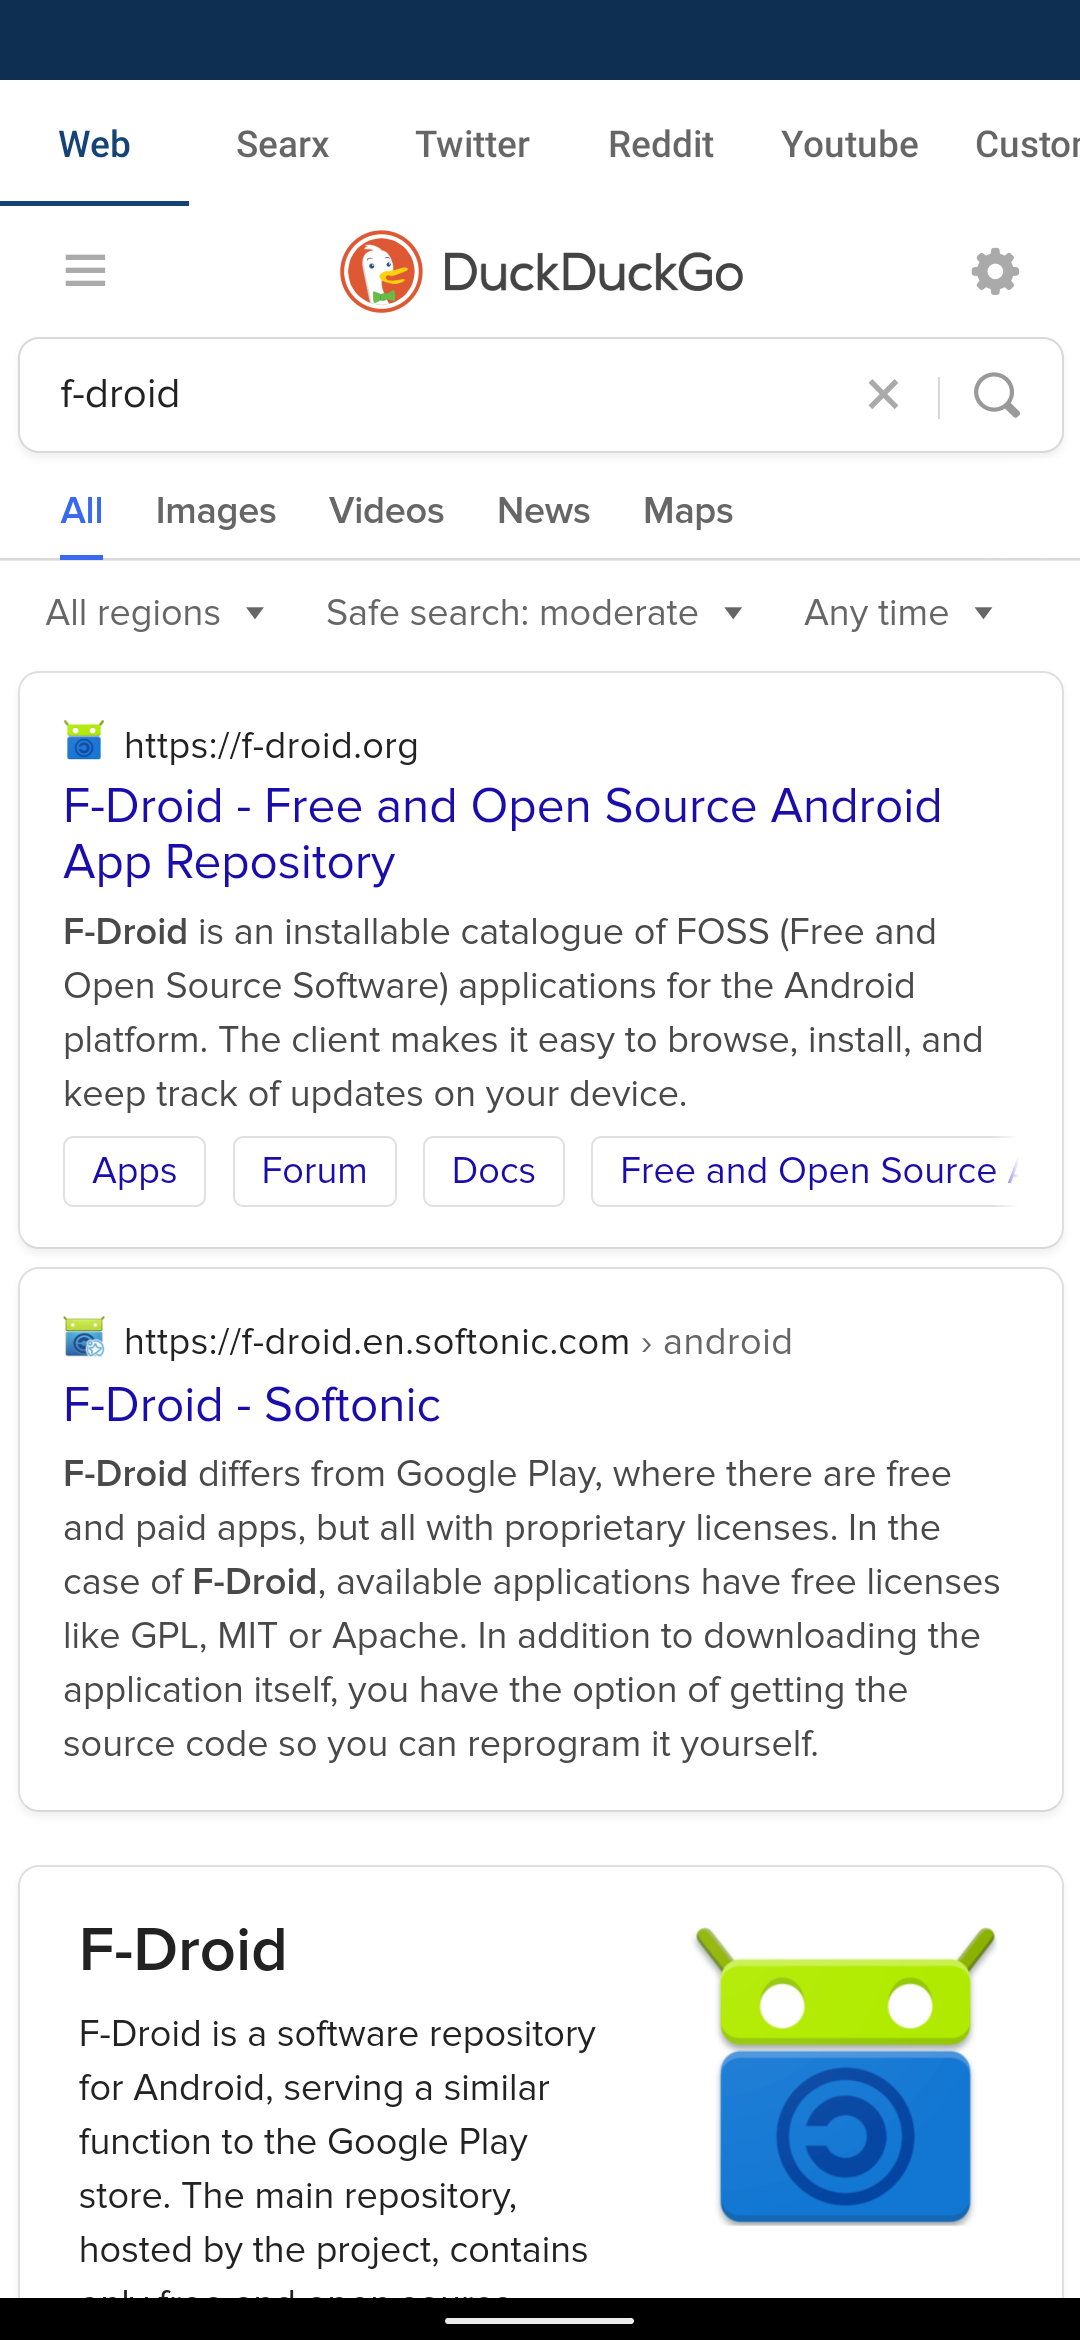 Web Searx Twitter Reddit Youtube Custor
DuckDuckGo
f-droid
All Images Videos News Maps
All regions Safe search: moderate Any time
https://f-droid.org
F-Droid - Free and Open Source Android
App Repository
F-Droid is an installable catalogue of FOSS (Free and
Open Source Software) applications for the Android
platform. The client makes it easy to browse, install, and
keep track of updates on your device.
Apps Forum Docs Free and Open Source
https://f-droid.en.softonic.com › android
F-Droid - Softonic
F-Droid differs from Google Play, where there are free
and paid apps, but all with proprietary licenses. In the
case of F-Droid, available applications have free licenses
like GPL, MIT or Apache. In addition to downloading the
application itself, you have the option of getting the
source code so you can reprogram it yourself.
F-Droid
F-Droid is a software repository
for Android, serving a similar
function to the Google Play
store. The main repository,
hosted by the project, contains
only free and open source